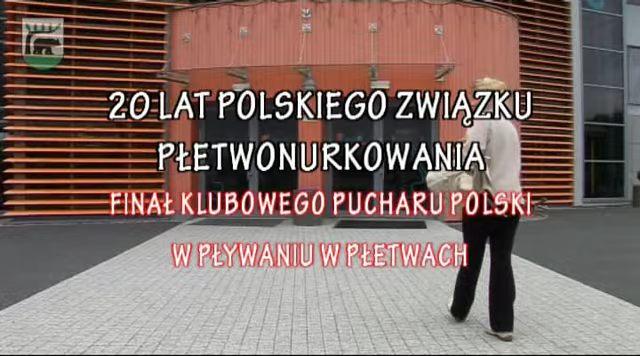 20 LAT POLSKIEGO ZWIĄZKU
PŁETWONURKOWANIA
FINAŁ KLUBOWEGO PUCHARU POLSKI
W PŁYWANIU W PŁETWACH